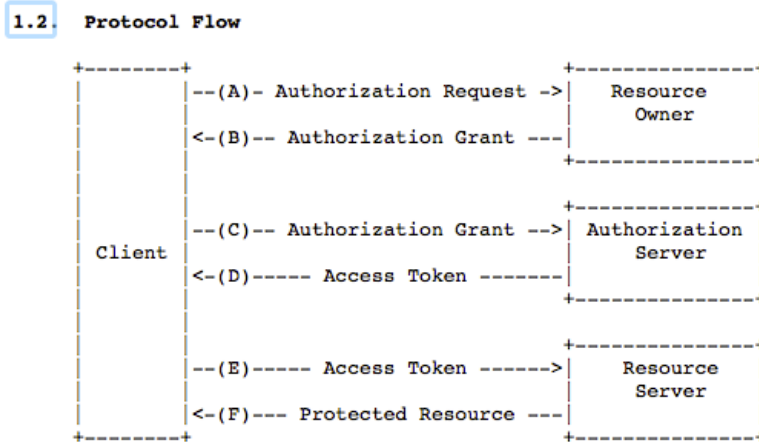 1.2. Protocol Flow
+--------+                               +---------------
|        |--(A)- Authorization Request ->|   Resource
|        |                               |     Owner
|        |<-(B)-- Authorization Grant ---|
|        |                               +---------------
|        |
|        |                               +---------------
|        |--(C)-- Authorization Grant -->| Authorization
| Client |                               |     Server
|        |<-(D)----- Access Token -------|
|        |                               +---------------
|        |
|        |                               +---------------
|        |--(E)----- Access Token ------>|    Resource
|        |                               |     Server
|        |<-(F)--- Protected Resource ---|
+--------+                               +---------------